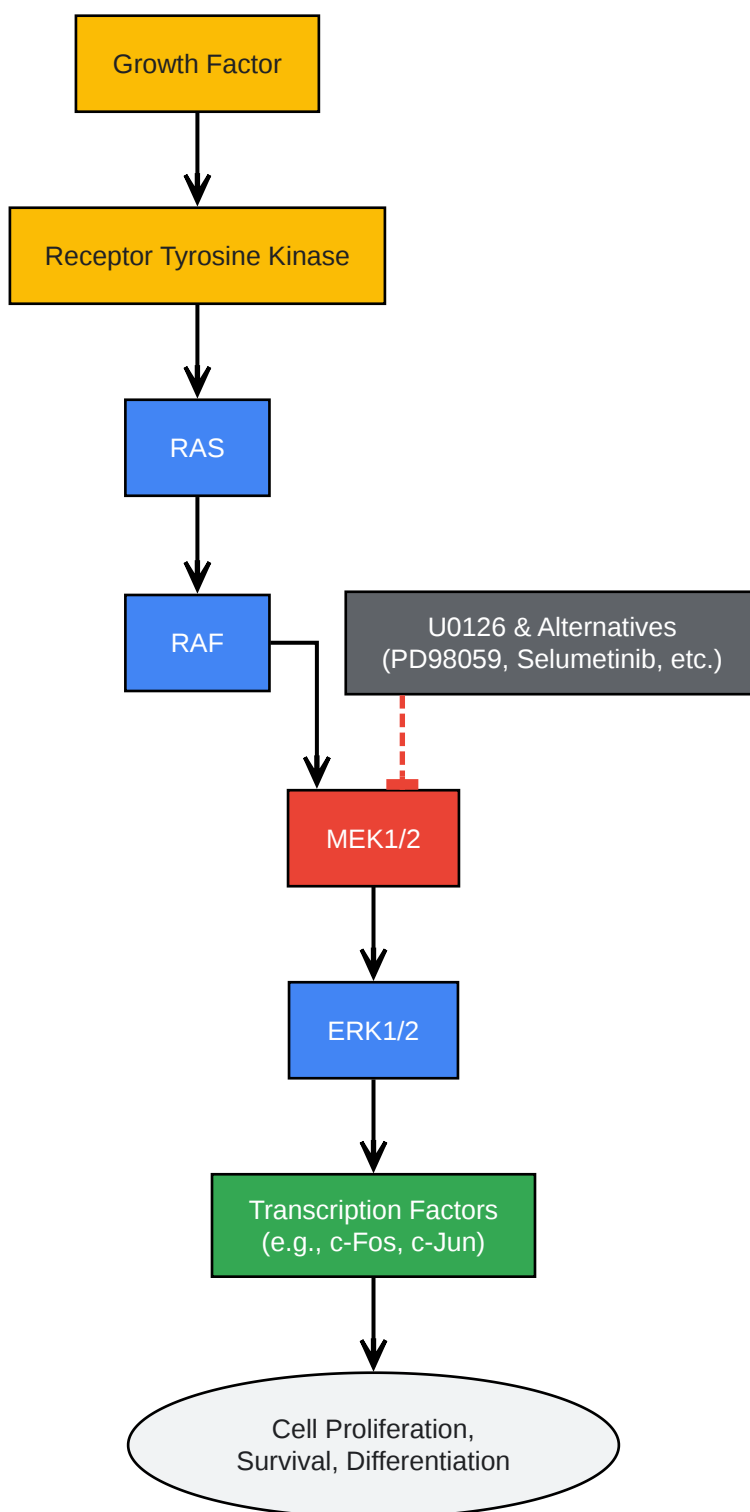 Growth Factor
Receptor Tyrosine Kinase
RAS
RAF
U0126 & Alternatives
(PD98059, Selumetinib, etc.)
MEK1/2
ERK1/2
Transcription Factors
(e.g., c-Fos, c-Jun)
Cell Proliferation,
Survival, Differentiation